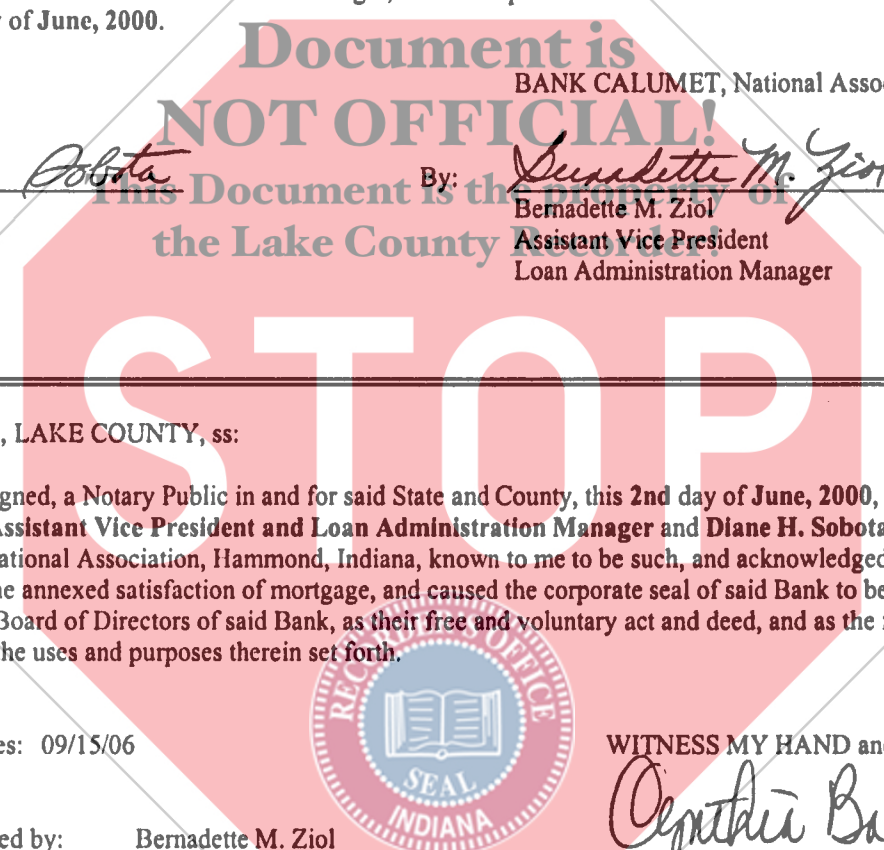 y of June, 2000.
Document is
BANK CALUMET, National Asso
NOT OFFICIAL!
Sobota
By: Bernadette M. Ziol
This Document is the property of
Bernadette M. Ziol
the Lake County Recorder!
Assistant Vice President
Loan Administration Manager
STOP
, LAKE COUNTY, ss:
gned, a Notary Public in and for said State and County, this 2nd day of June, 2000,
Assistant Vice President and Loan Administration Manager and Diane H. Sobota
ational Association, Hammond, Indiana, known to me to be such, and acknowledged
he annexed satisfaction of mortgage, and caused the corporate seal of said Bank to be
Board of Directors of said Bank, as their free and voluntary act and deed, and as the
he uses and purposes therein set forth.
RECORDER'S OFFICE
SEAL
INDIANA
es: 09/15/06
WITNESS MY HAND an
Cynthia Ba
ed by: Bernadette M. Ziol